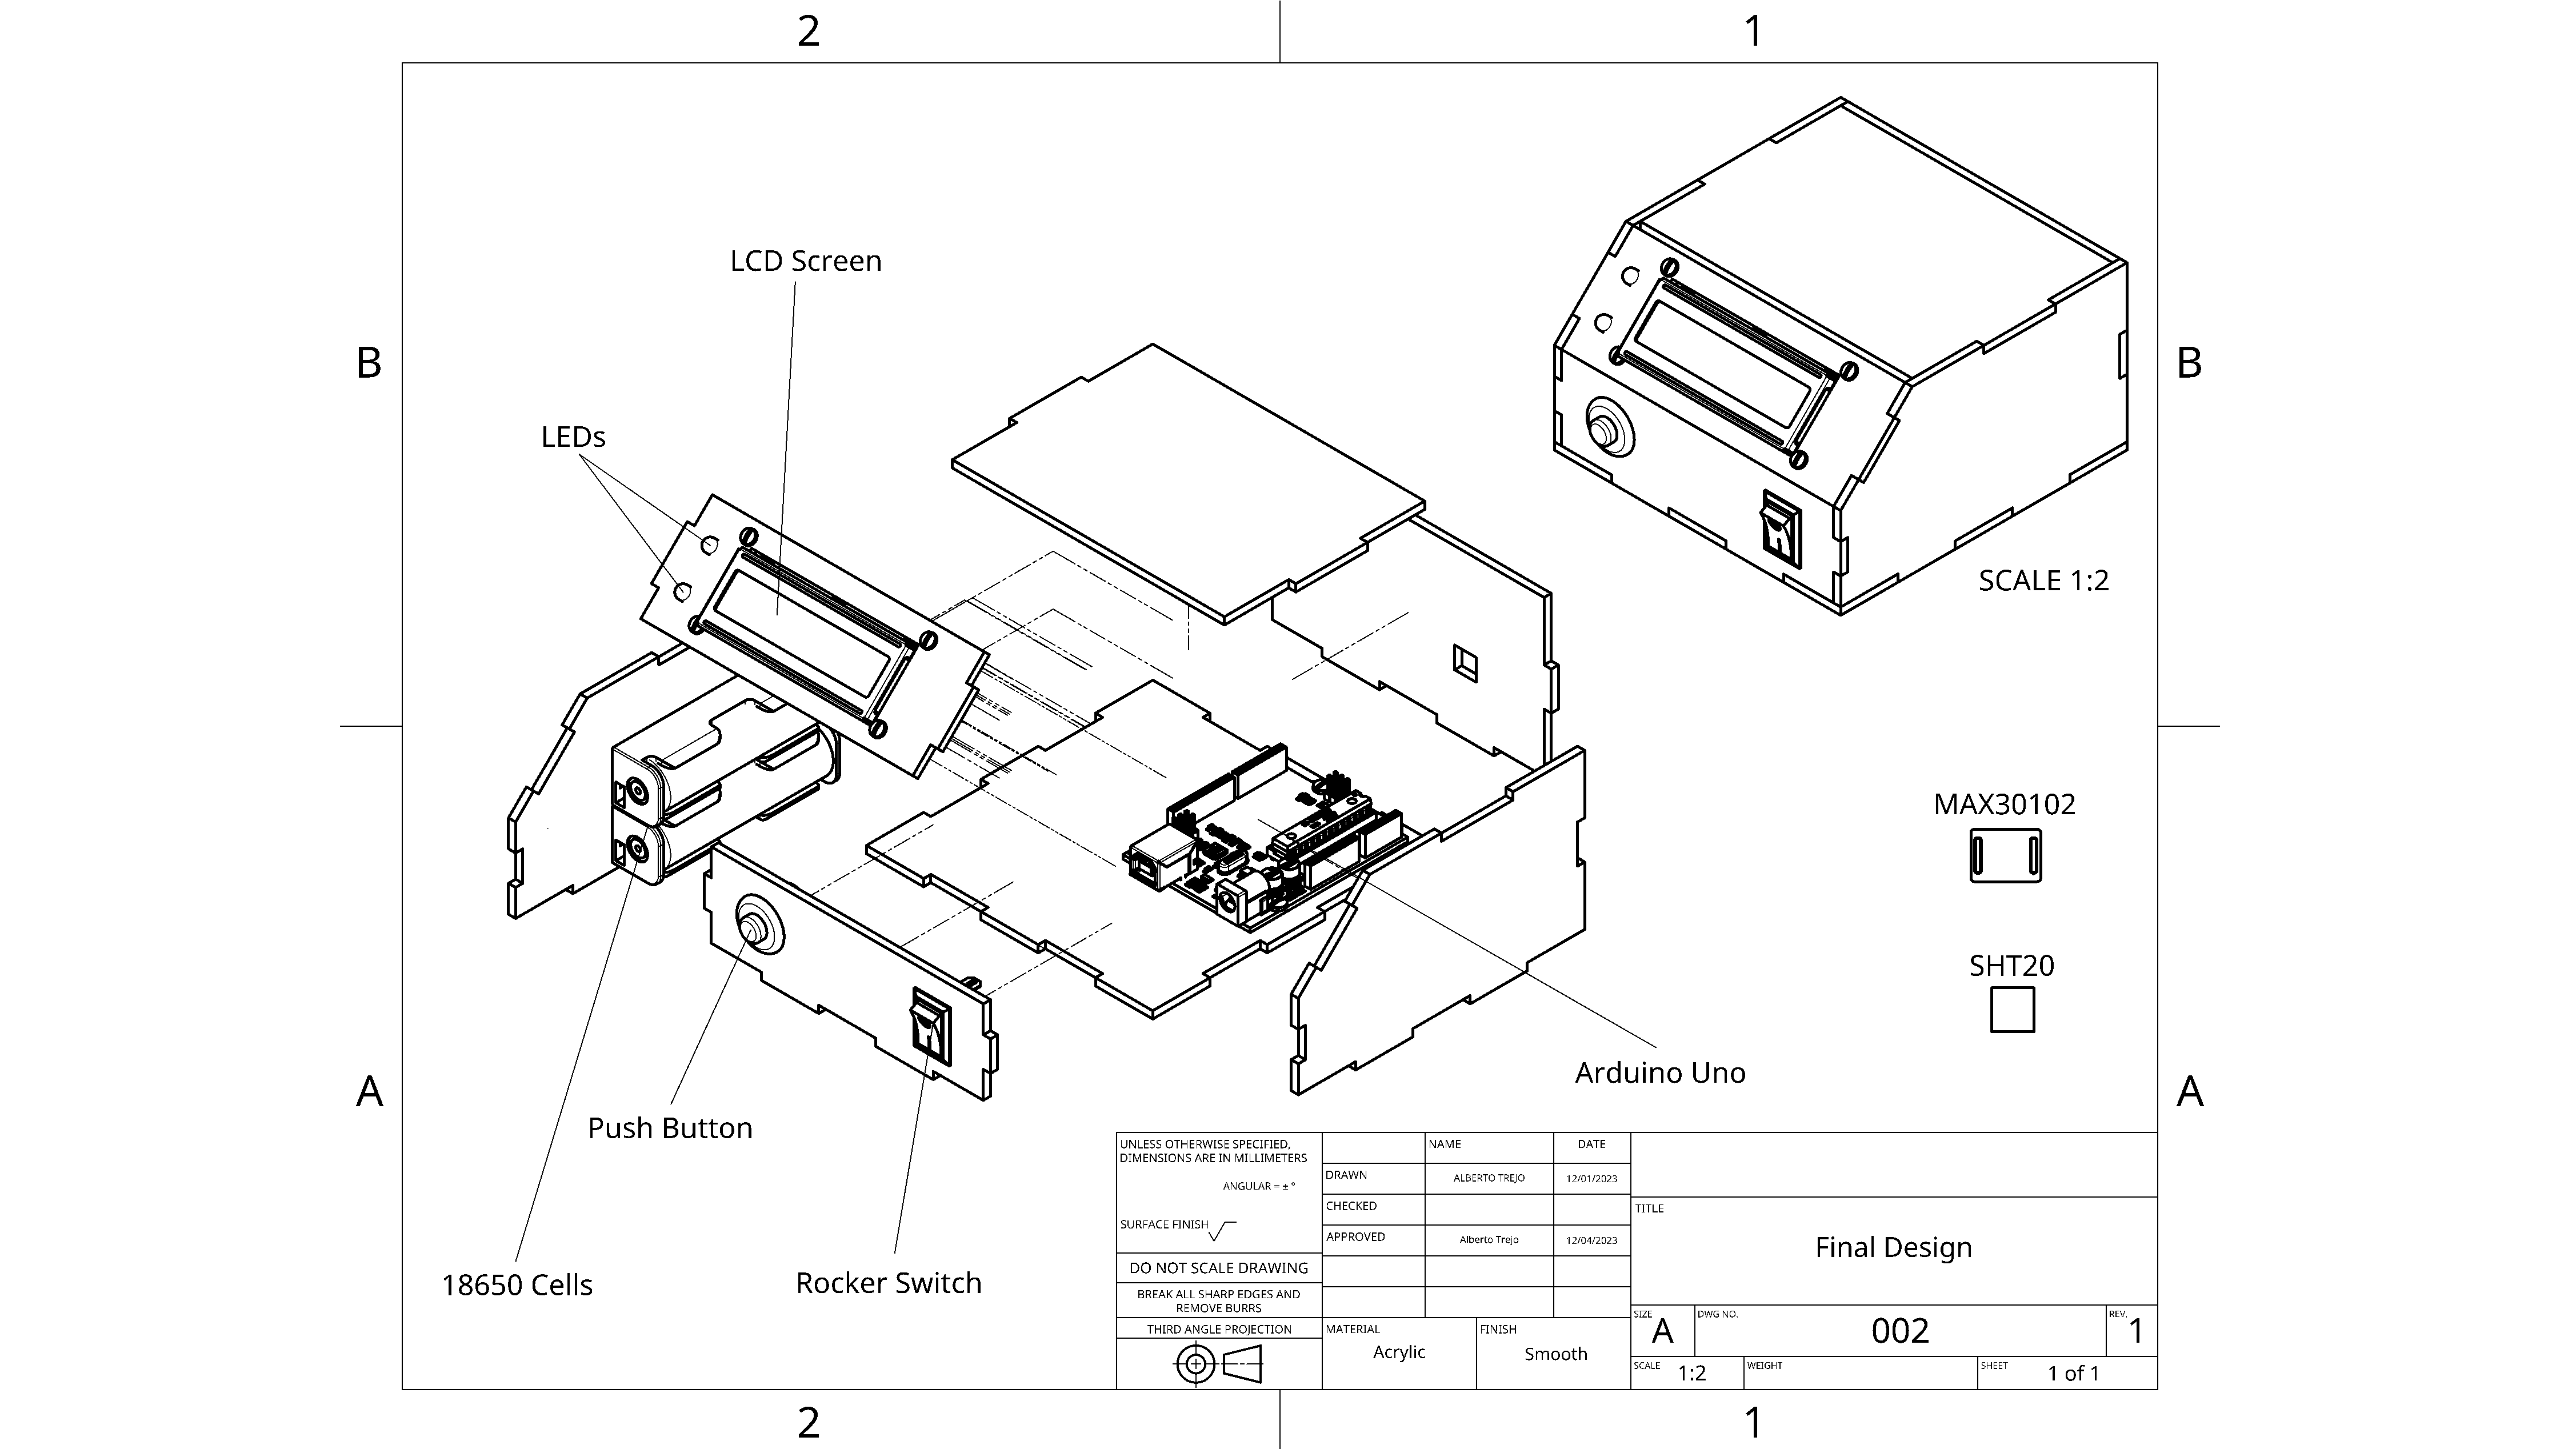 2
1
B
B
A
A
2
1
LCD Screen
LEDs
SCALE 1:2
MAX30102
SHT20
Arduino Uno
Push Button
18650 Cells
Rocker Switch
UNLESS OTHERWISE SPECIFIED,
DIMENSIONS ARE IN MILLIMETERS
ANGULAR = ± °
SURFACE FINISH
DO NOT SCALE DRAWING
BREAK ALL SHARP EDGES AND
REMOVE BURRS
THIRD ANGLE PROJECTION
NAME
DATE
DRAWN
ALBERTO TREJO
12/01/2023
CHECKED
APPROVED
Alberto Trejo
12/04/2023
MATERIAL
Acrylic
FINISH
Smooth
TITLE
Final Design
SIZE
A
DWG NO.
002
REV.
1
SCALE
1:2
WEIGHT
SHEET
1 of 1